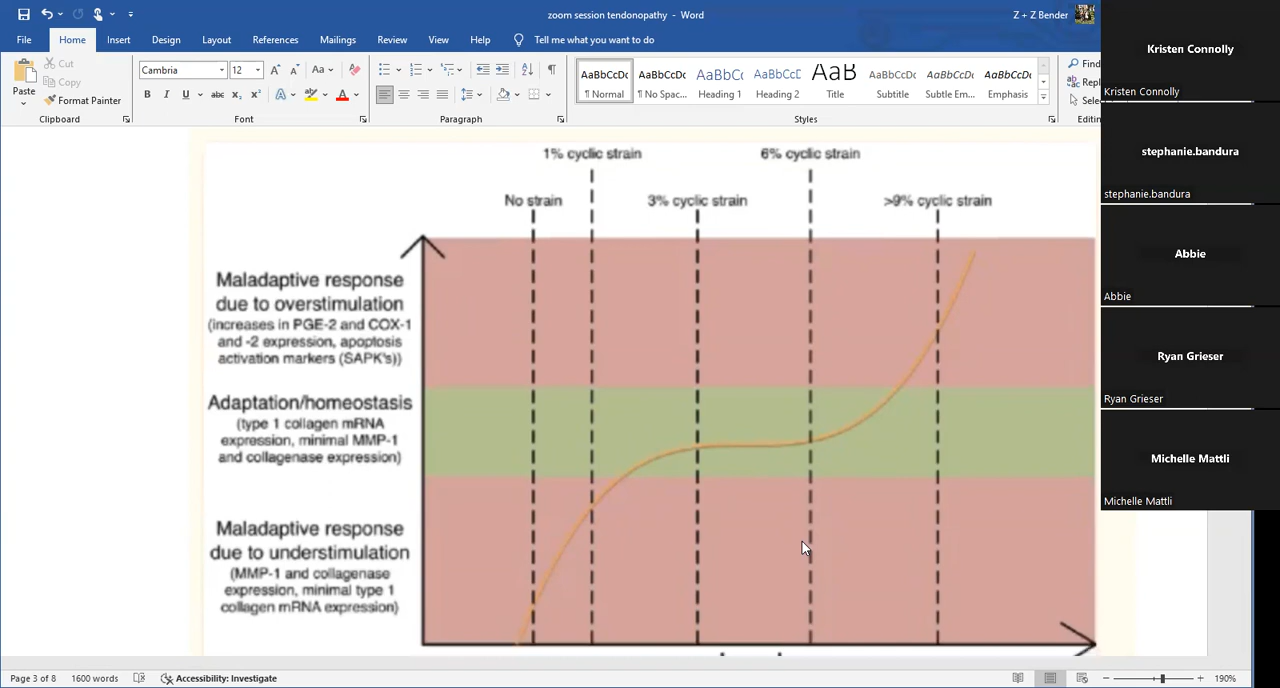 zoom session tendonopathy - Word
Z + Z Bender
File Home Insert Design Layout References Mailings Review View Help Tell me what you want to do
Paste
Cut
Copy
Format Painter
Clipboard
Cambria 12
Font
Paragraph
AaBbCcDc
¶ Normal
AaBbCcDc
¶ No Spac...
AaBbC(
Heading 1
AaBbCcD
Heading 2
AaB
Title
AaBbCcDc
Subtitle
AaBbCcDc
Subtle Em...
AaBbCcDc
Emphasis
Styles
Find
Repl
Sele
Editin
1% cyclic strain
6% cyclic strain
No strain
3% cyclic strain
>9% cyclic strain
Maladaptive response
due to overstimulation
(increases in PGE-2 and COX-1
and -2 expression, apoptosis
activation markers (SAPK's))
Adaptation/homeostasis
(type 1 collagen mRNA
expression, minimal MMP-1
and collagenase expression)
Maladaptive response
due to understimulation
(MMP-1 and collagenase
expression, minimal type 1
collagen mRNA expression)
Kristen Connolly
Kristen Connolly
stephanie.bandura
stephanie.bandura
Abbie
Abbie
Ryan Grieser
Ryan Grieser
Michelle Mattli
Michelle Mattli
Page 3 of 8 1600 words Accessibility: Investigate
190%